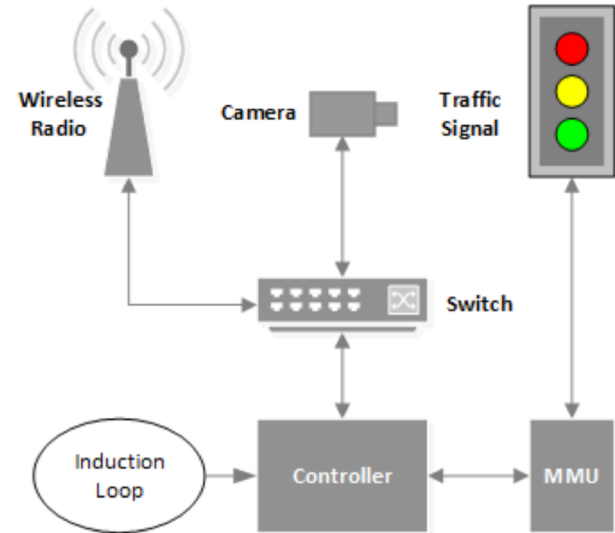 Wireless
Radio
Camera
Traffic
Signal
Switch
Induction
Loop
Controller
MMU